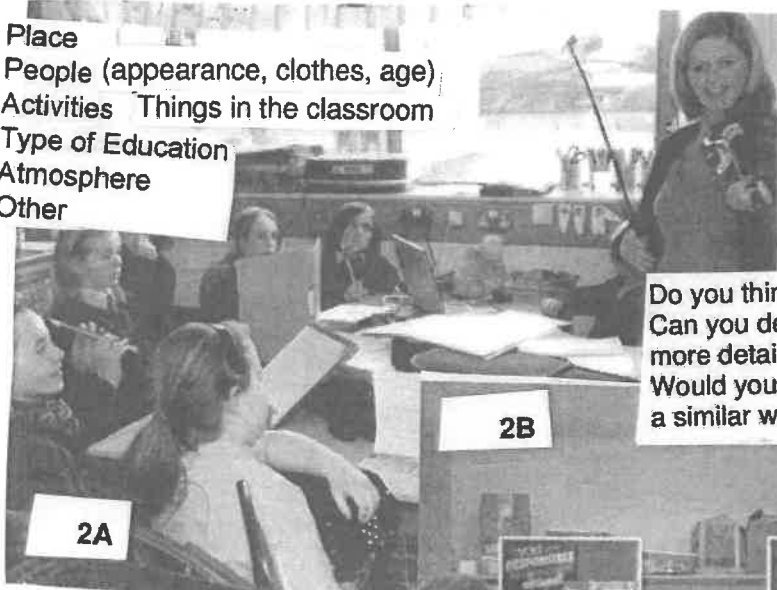 Place
People (appearance, clothes, age)
Activities Things in the classroom
Type of Education
Atmosphere
Other
Do you
Can you
more
Would you
a similar
2B
2A
RESPONSIBLE